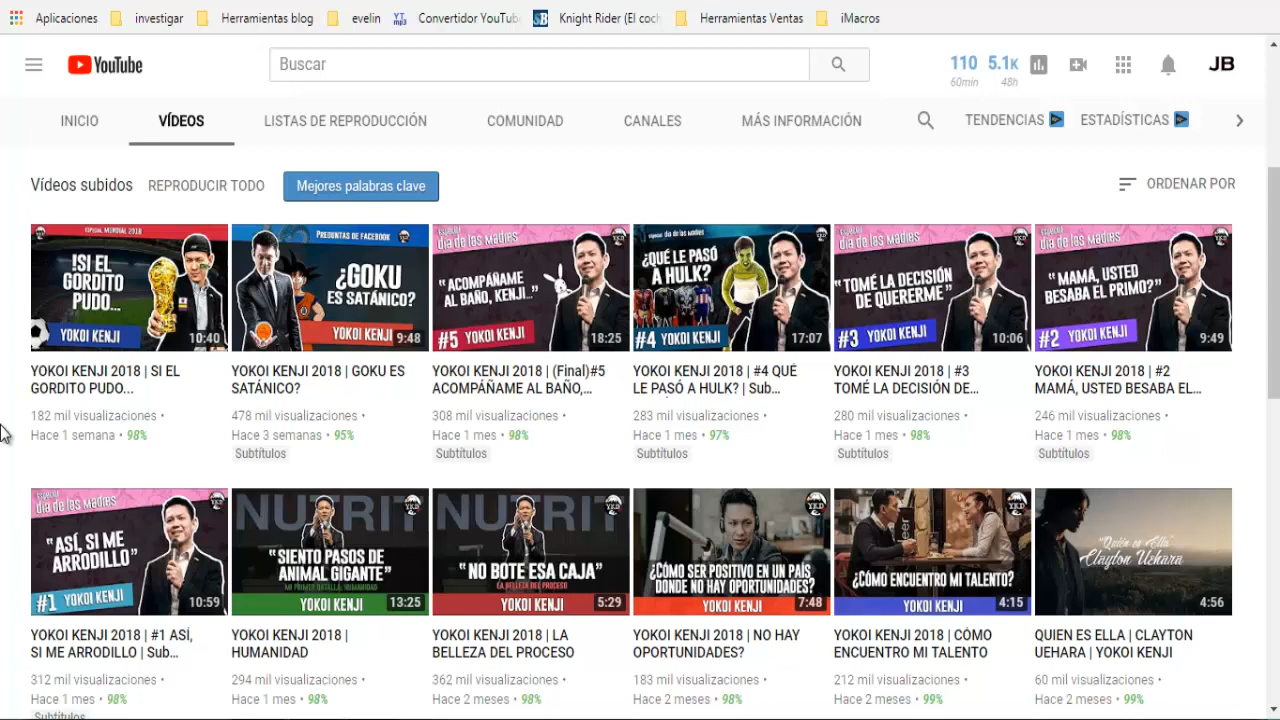 Aplicaciones investigar Herramientas blog evelin Convertidor YouTube Knight Rider (El coch Herramientas Ventas iMacros
YouTube Buscar 110 5.1K JB
60min 48h
INICIO VÍDEOS LISTAS DE REPRODUCCIÓN COMUNIDAD CANALES MÁS INFORMACIÓN TENDENCIAS ESTADÍSTICAS
Vídeos subidos REPRODUCIR TODO Mejores palabras clave ORDENAR POR
ESPECIAL MUNDIAL 2018
!SI EL
GORDITO
PUDO...
YOKOI KENJI
10:40
PREGUNTAS DE FACEBOOK
¿GOKU
ES SATÁNICO?
YOKOI KENJI
9:48
ESPECIAL
día de las madres
"ACOMPÁÑAME
AL BAÑO, KENJI..."
#5 YOKOI KENJI
18:25
ESPECIAL día de las madres
¿QUÉ LE PASÓ
A HULK?
#4 YOKOI KENJI
17:07
ESPECIAL
día de las madres
"TOMÉ LA DECISIÓN
DE QUERERME"
#3 YOKOI KENJI
10:06
ESPECIAL
día de las madres
"MAMÁ, USTED
BESABA EL PRIMO?"
#2 YOKOI KENJI
9:49
YOKOI KENJI 2018 | SI EL
GORDITO PUDO...
182 mil visualizaciones •
Hace 1 semana • 98%
YOKOI KENJI 2018 | GOKU ES
SATÁNICO?
478 mil visualizaciones •
Hace 3 semanas • 95%
Subtítulos
YOKOI KENJI 2018 | (Final)#5
ACOMPÁÑAME AL BAÑO,...
308 mil visualizaciones •
Hace 1 mes • 98%
Subtítulos
YOKOI KENJI 2018 | #4 QUÉ
LE PASÓ A HULK? | Sub...
283 mil visualizaciones •
Hace 1 mes • 97%
Subtítulos
YOKOI KENJI 2018 | #3
TOMÉ LA DECISIÓN DE...
280 mil visualizaciones •
Hace 1 mes • 98%
Subtítulos
YOKOI KENJI 2018 | #2
MAMÁ, USTED BESABA EL...
246 mil visualizaciones •
Hace 1 mes • 98%
Subtítulos
ESPECIAL
día de las madres
"ASÍ, SI ME
ARRODILLO"
#1 YOKOI KENJI
10:59
NUTRIT
"SIENTO PASOS DE
ANIMAL GIGANTE"
MI PRIMER BATALLA, HUMANIDAD
YOKOI KENJI
13:25
NUTRIT
"NO BOTE ESA CAJA"
LA BELLEZA DEL PROCESO
YOKOI KENJI
5:29
YKD
¿CÓMO SER POSITIVO EN UN PAÍS
DONDE NO HAY OPORTUNIDADES?
YOKOI KENJI
7:48
YKD
¿CÓMO ENCUENTRO MI TALENTO?
YOKOI KENJI
4:15
"Quién es Ella"
Clayton Uehara
4:56
YOKOI KENJI 2018 | #1 ASÍ,
SI ME ARRODILLO | Sub...
312 mil visualizaciones •
Hace 1 mes • 98%
Subtítulos
YOKOI KENJI 2018 |
HUMANIDAD
294 mil visualizaciones •
Hace 1 mes • 98%
YOKOI KENJI 2018 | LA
BELLEZA DEL PROCESO
362 mil visualizaciones •
Hace 2 meses • 98%
YOKOI KENJI 2018 | NO HAY
OPORTUNIDADES?
183 mil visualizaciones •
Hace 2 meses • 98%
YOKOI KENJI 2018 | CÓMO
ENCUENTRO MI TALENTO
212 mil visualizaciones •
Hace 2 meses • 99%
QUIEN ES ELLA | CLAYTON
UEHARA | YOKOI KENJI
60 mil visualizaciones •
Hace 2 meses • 99%